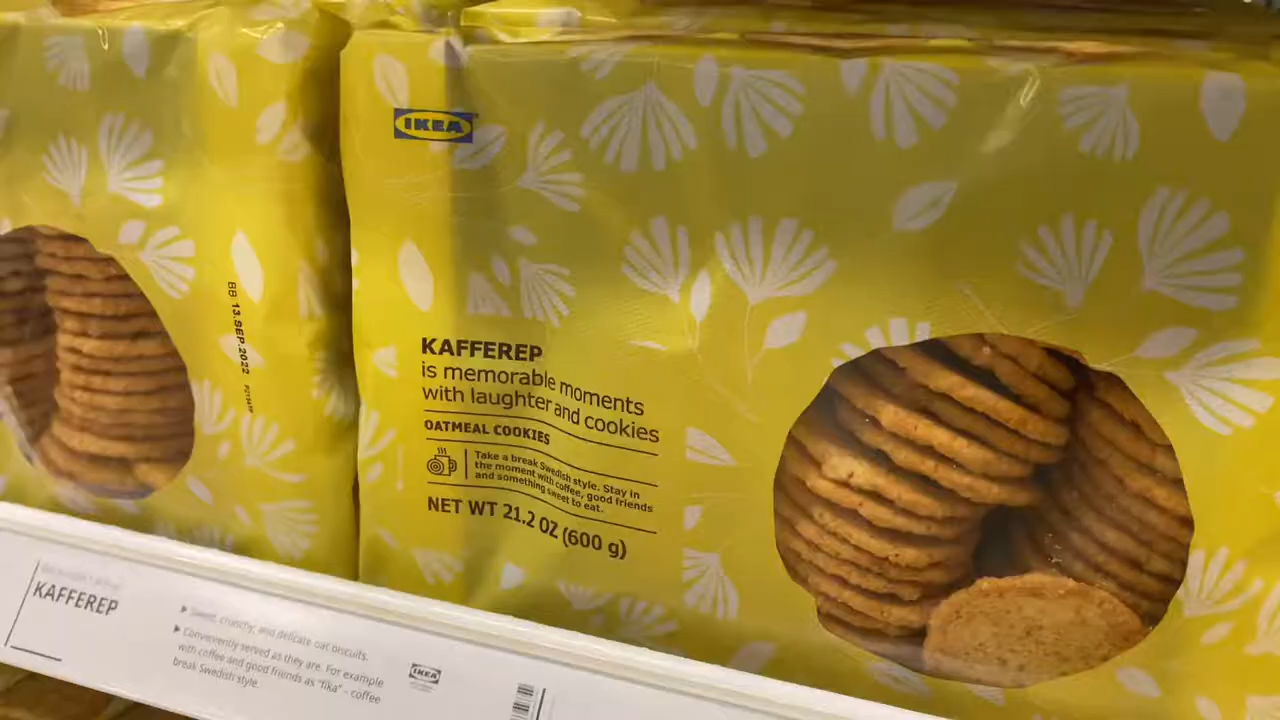 IKEA
BB 13.SEP.2022
KAFFEREP
is memorable moments
with laughter and cookies
OATMEAL COOKIES
Take a break Swedish style. Stay in
the moment with coffee, good friends
and something sweet to eat.
NET WT 21.2 OZ (600 g)
KAFFEREP
Sweet, crunchy, and delicate oat biscuits.
Conveniently served as they are. For example
with coffee and good friends as "fika" – coffee
break Swedish style.
IKEA